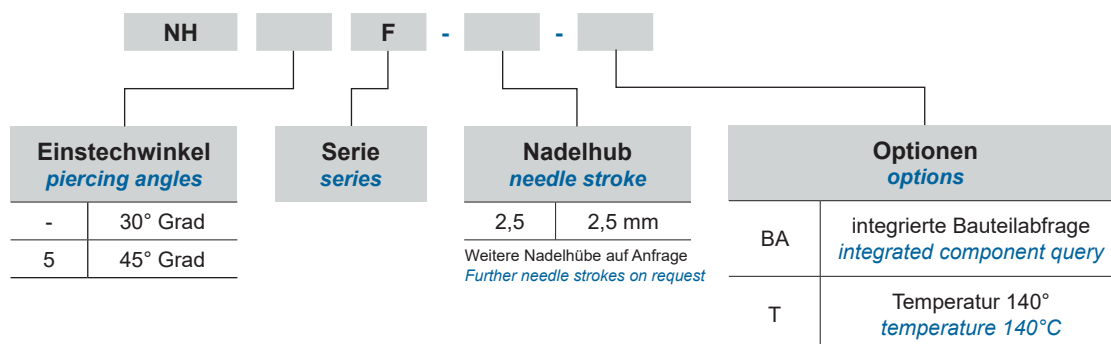 NH F - -
Einstechwinkel
piercing angles
- 30° Grad
5 45° Grad
Serie
series
Nadelhub
needle stroke
2,5 2,5 mm
Weitere Nadelhübe auf Anfrage
Further needle strokes on request
Optionen
options
BA integrierte Bauteilabfrage
integrated component query
T Temperatur 140°
temperature 140°C